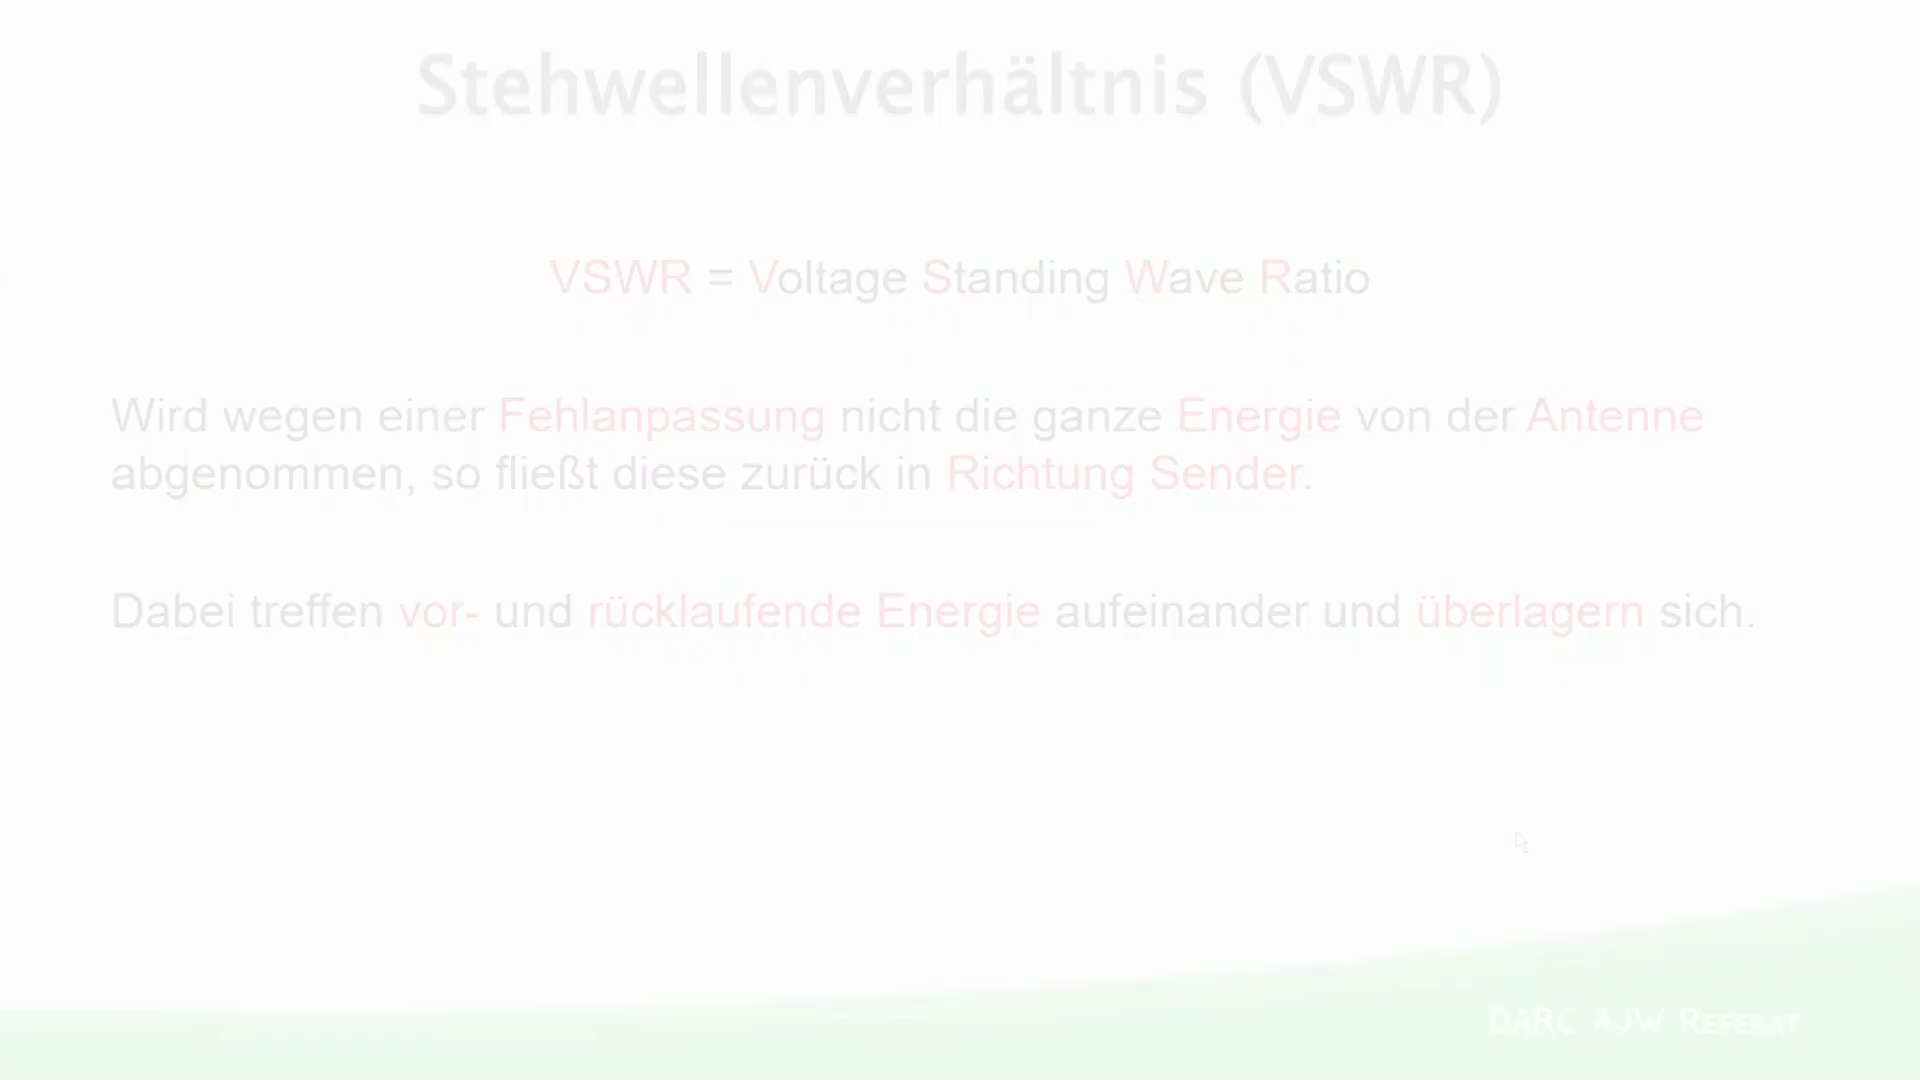 Stehwellenverhältnis (VSWR)
VSWR = Voltage Standing Wave Ratio
Wird wegen einer Fehlanpassung nicht die ganze Energie von der Antenne
abgenommen, so fließt diese zurück in Richtung Sender.
Dabei treffen vor- und rücklaufende Energie aufeinander und überlagern sich.
DARC AJW Referat